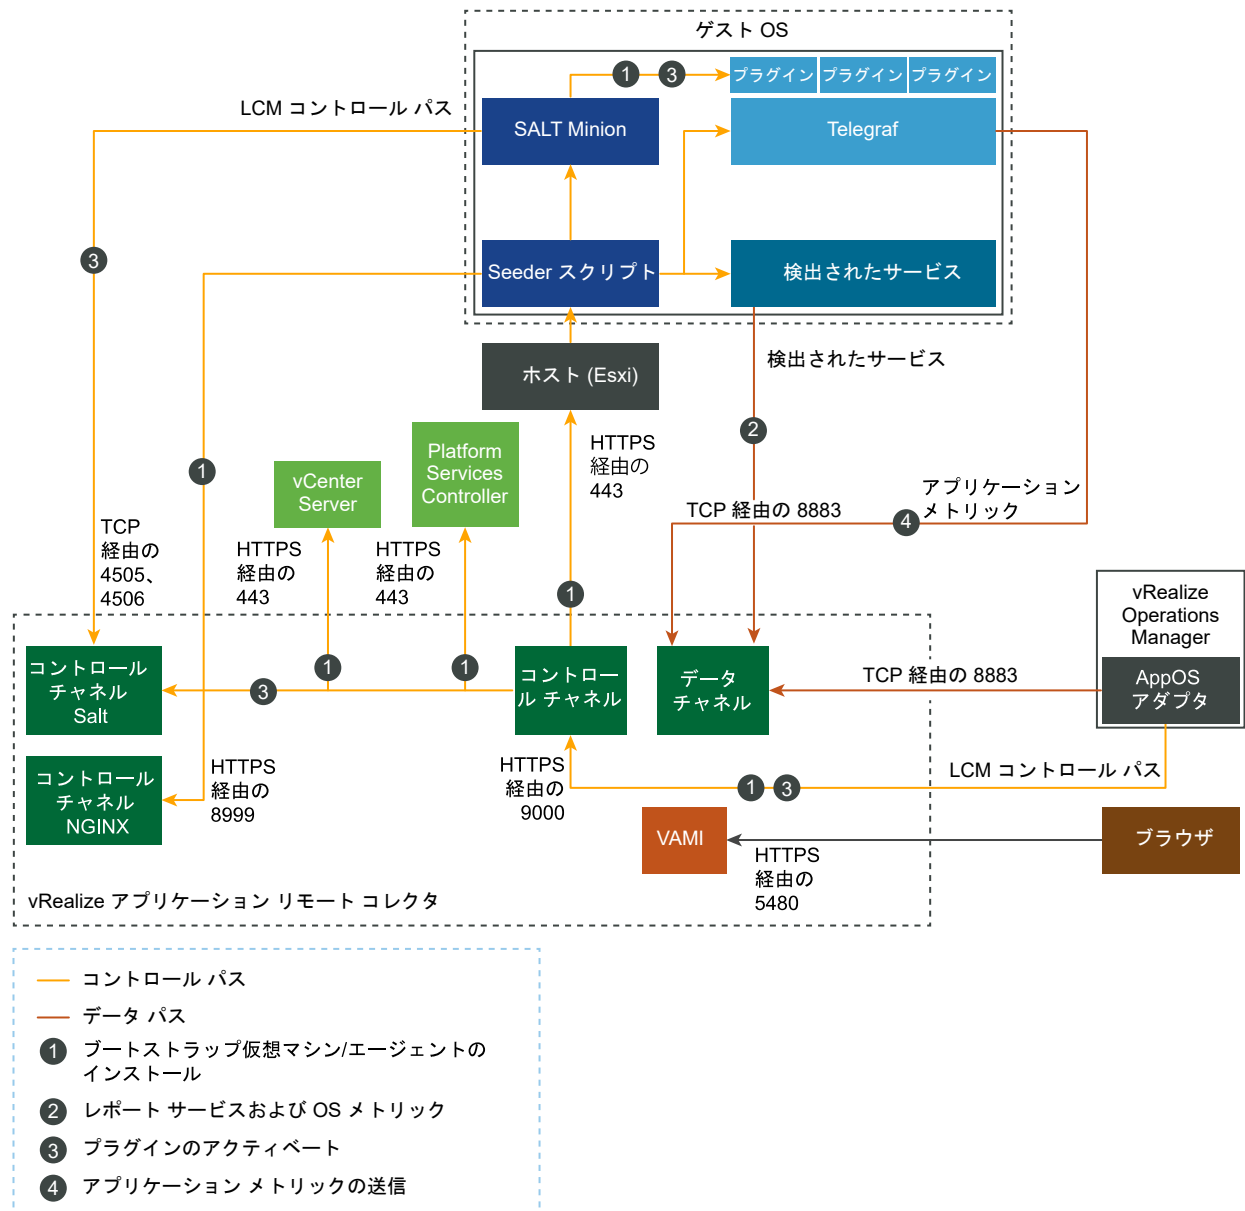 ゲスト OS
1
3
プラグイン
プラグイン
プラグイン
LCM コントロール パス
SALT Minion
Telegraf
3
Seeder スクリプト
検出されたサービス
ホスト (Esxi)
検出されたサービス
2
1
HTTPS
経由の
443
Platform
Services
Controller
vCenter
Server
アプリケーション
メトリック
TCP 経由の 8883
4
TCP
経由の
4505、
4506
HTTPS
経由の
443
HTTPS
経由の
443
1
vRealize
Operations
Manager
AppOS
アダプタ
コントロール
チャネル
Salt
3
1
1
コントロー
ル チャネル
データ
チャネル
TCP 経由の 8883
コントロール
チャネル
NGINX
HTTPS
経由の
8999
HTTPS
経由の
9000
1
3
LCM コントロール パス
VAMI
HTTPS
経由の
5480
ブラウザ
vRealize アプリケーション リモート コレクタ
コントロール パス
データ パス
1 ブートストラップ仮想マシン/エージェントの
インストール
2 レポート サービスおよび OS メトリック
3 プラグインのアクティベート
4 アプリケーション メトリックの送信